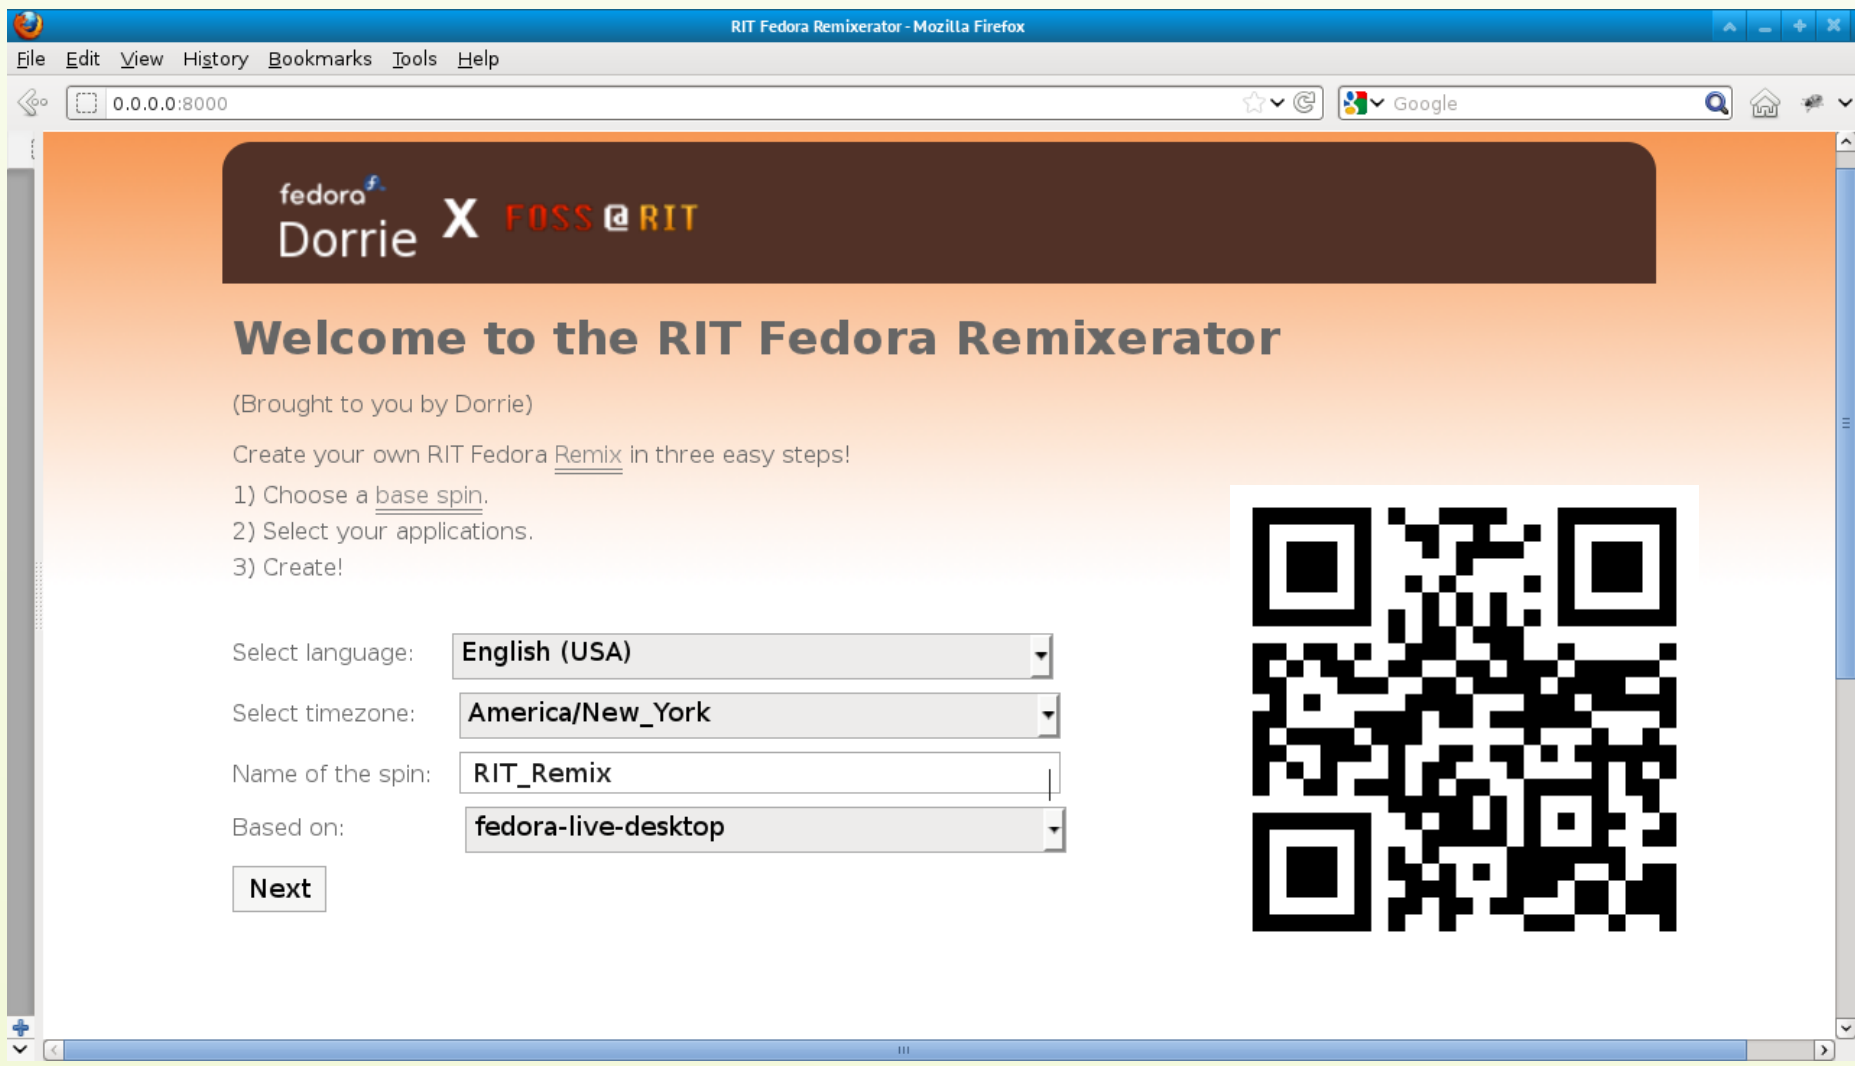 RIT Fedora Remixerator - Mozilla Firefox
File Edit View History Bookmarks Tools Help
0.0.0.0:8000
Google
fedora
Dorrie X FOSS @ RIT
Welcome to the RIT Fedora Remixerator
(Brought to you by Dorrie)
Create your own RIT Fedora Remix in three easy steps!
1) Choose a base spin.
2) Select your applications.
3) Create!
Select language: English (USA)
Select timezone: America/New_York
Name of the spin: RIT_Remix
Based on: fedora-live-desktop
Next